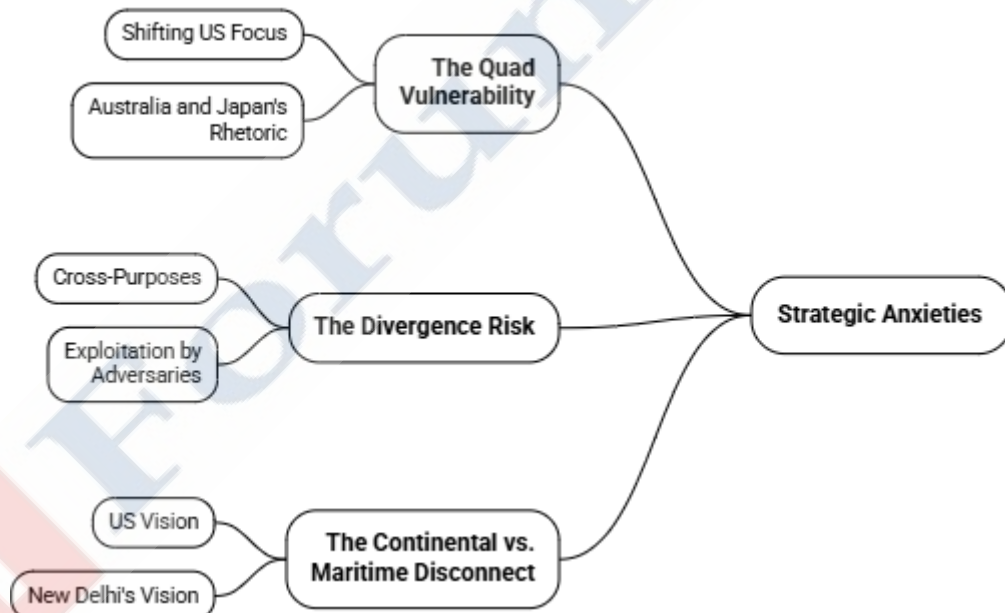 Shifting US Focus
The Quad
Vulnerability
Australia and Japan's
Rhetoric
Cross-Purposes
The Divergence Risk
Exploitation by
Adversaries
Strategic Anxieties
US Vision
The Continental vs.
Maritime Disconnect
New Delhi's Vision
Forum